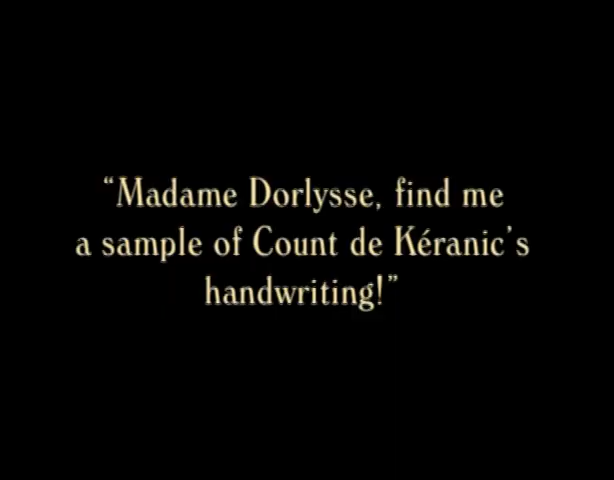 “Madame Dorlysse, find me
a sample of Count de Kéranic’s
handwriting!”